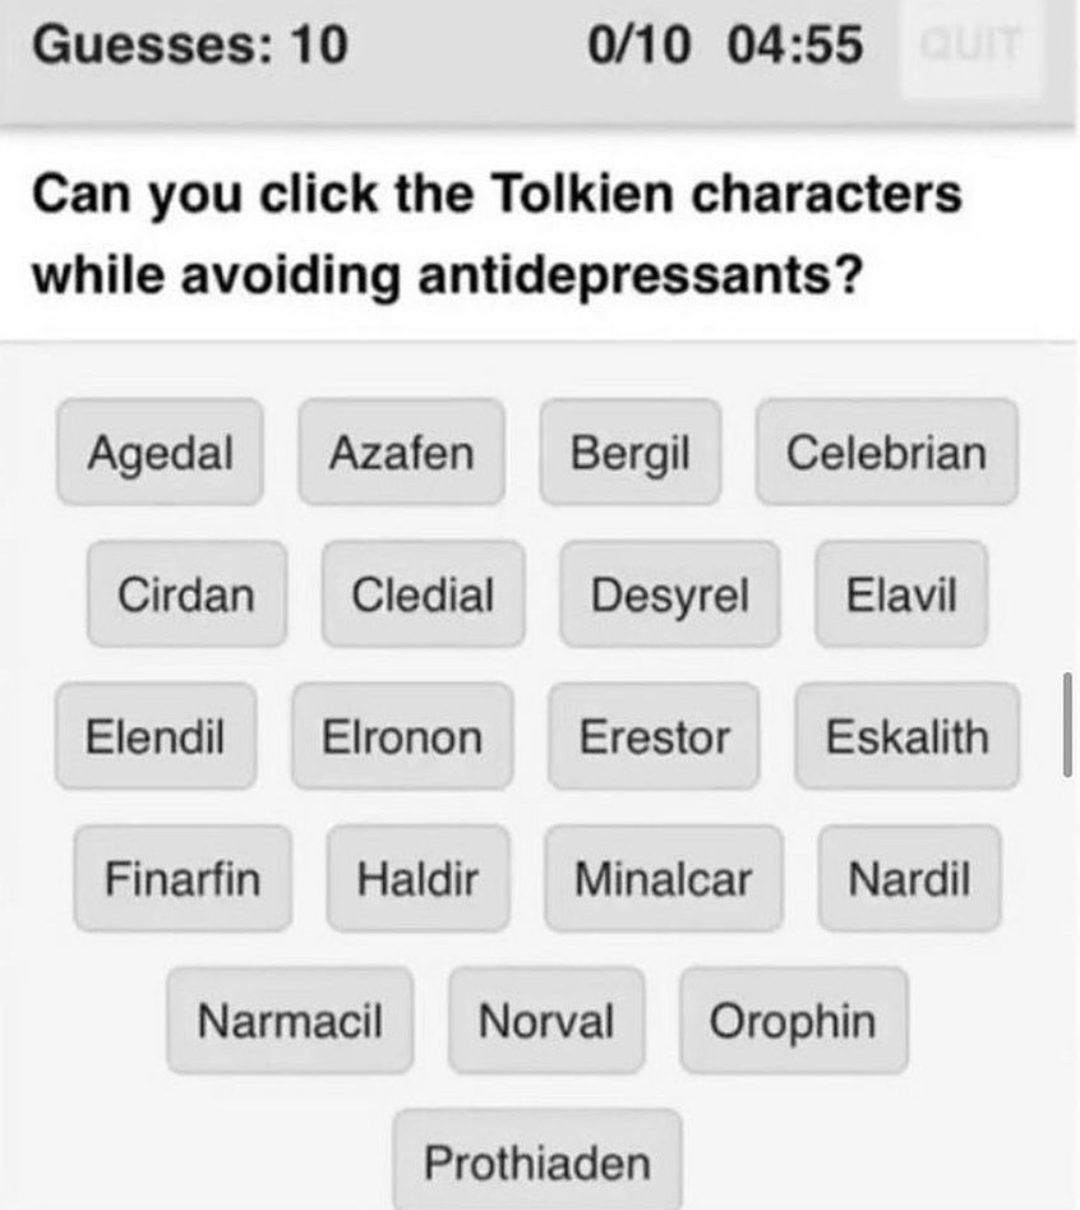 Guesses: 10 0/10 04:55 QUIT
Can you click the Tolkien characters
while avoiding antidepressants?
Agedal Azafen Bergil Celebrian
Cirdan Cledial Desyrel Elavil
Elendil Elronon Erestor Eskalith
Finarfin Haldir Minalcar Nardil
Narmacil Norval Orophin
Prothiaden